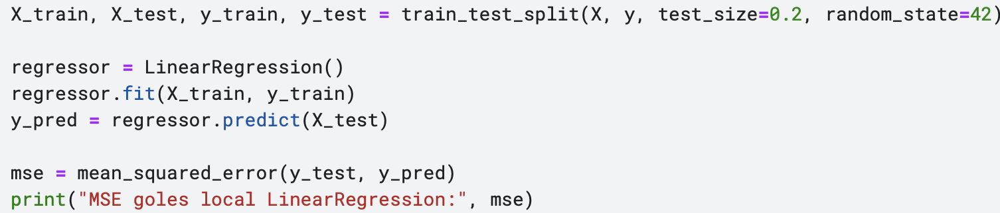 X_train, X_test, y_train, y_test = train_test_split(X, y, test_size=0.2, random_state=42)
regressor = LinearRegression()
regressor.fit(X_train, y_train)
y_pred = regressor.predict(X_test)
mse = mean_squared_error(y_test, y_pred)
print("MSE goles local LinearRegression:", mse)